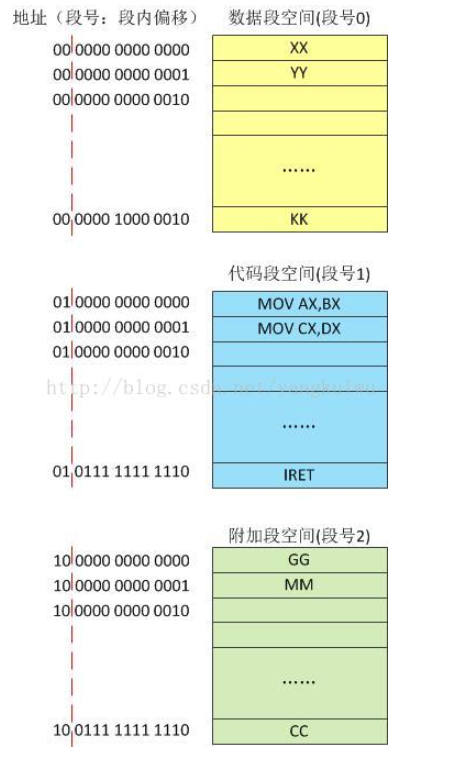 地址（段号：段内偏移） 数据段空间(段号0)
00 0000 0000 0000 XX
00 0000 0000 0001 YY
00 0000 0000 0010
……
00 0000 1000 0010 KK
代码段空间(段号1)
01 0000 0000 0000 MOV AX,BX
01 0000 0000 0001 MOV CX,DX
01 0000 0000 0010
http://blog.csdn.net/yangkuiwu
……
01 0111 1111 1110 IRET
附加段空间(段号2)
10 0000 0000 0000 GG
10 0000 0000 0001 MM
10 0000 0000 0010
……
10 0111 1111 1110 CC